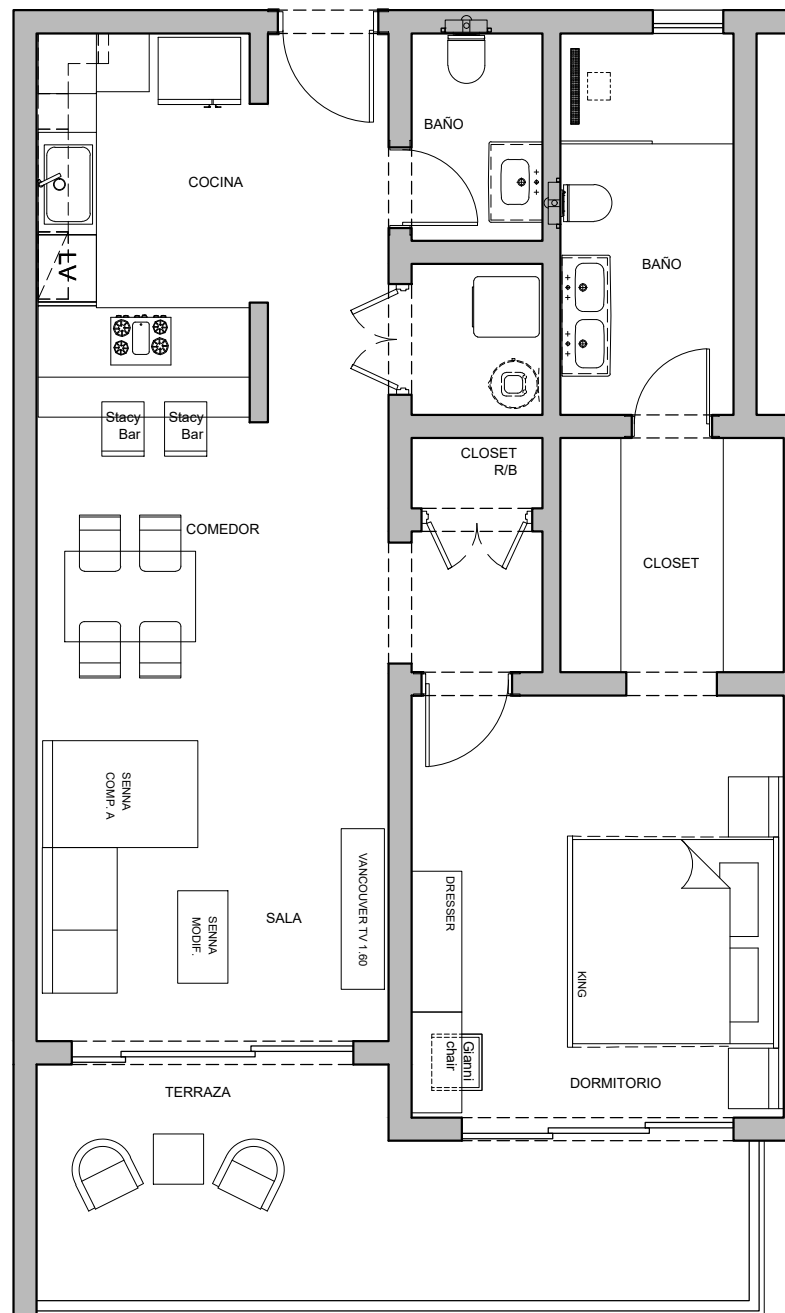 BAÑO
COCINA
BAÑO
LV
Stacy
Bar
Stacy
Bar
CLOSET
R/B
COMEDOR
CLOSET
SENNA
COMP. A
VANCOUVER TV 1.60
DRESSER
SENNA
MODIF.
SALA
KING
Gianni
chair
DORMITORIO
TERRAZA